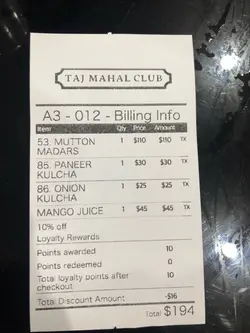 TAJ MAHAL CLUB
A3 - 012 - Billing Info
Item Qty Price Amount
53. MUTTON MADARS 1 $110 $110 TX
85. PANEER KULCHA 1 $30 $30 TX
86. ONION KULCHA 1 $25 $25 TX
MANGO JUICE 1 $45 $45 TX
10% off
Loyalty Rewards
Points awarded 10
Points redeemed 0
Total loyalty points after checkout 10
Total Discount Amount -$16
Total $194